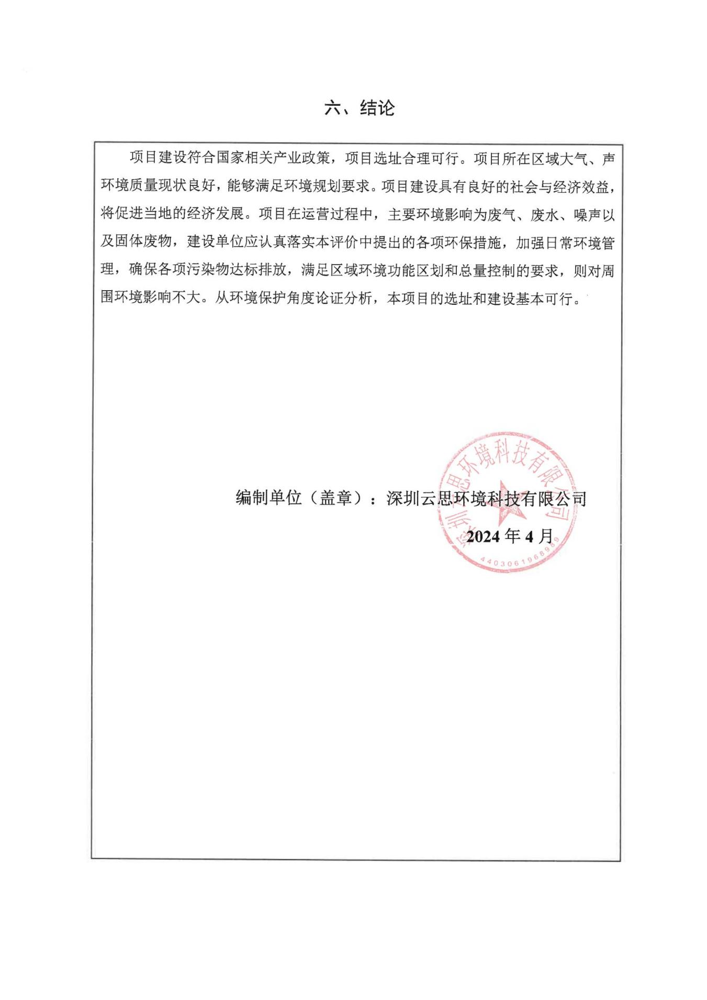 六、结论
项目建设符合国家相关产业政策，项目选址合理可行。项目所在区域大气、声
环境质量现状良好，能够满足环境规划要求。项目建设具有良好的社会与经济效益，
将促进当地的经济发展。项目在运营过程中，主要环境影响为废气、废水、噪声以
及固体废物，建设单位应认真落实本评价中提出的各项环保措施，加强日常环境管
理，确保各项污染物达标排放，满足区域环境功能区划和总量控制的要求，则对周
围环境影响不大。从环境保护角度论证分析，本项目的选址和建设基本可行。
深圳云思环境科技有限公司
编制单位（盖章）：深圳云思环境科技有限公司
2024年4月
4403061968989